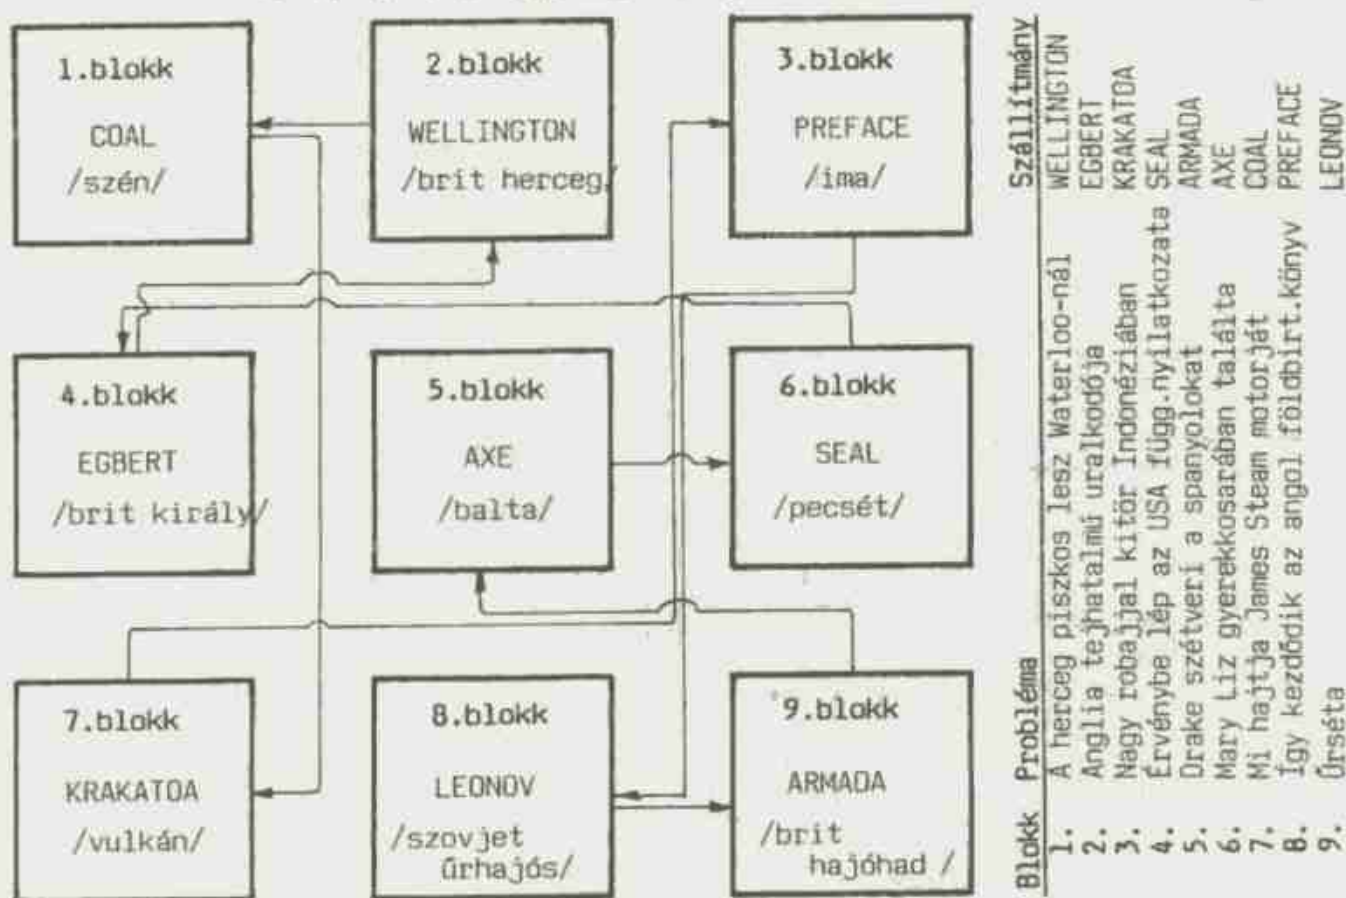 1.blokk
COAL
/szén/
2.blokk
WELLINGTON
/brit herceg/
3.blokk
PREFACE
/ima/
4.blokk
EGBERT
/brit király/
5.blokk
AXE
/balta/
6.blokk
SEAL
/pecsét/
7.blokk
KRAKATOA
/vulkán/
8.blokk
LEONOV
/szovjet
űrhajós/
9.blokk
ARMADA
/brit
hajóhad /
Blokk Probléma Szállítmány
1. A herceg piszkos lesz Waterloo-nál WELLINGTON
2. Anglia tejhatalmú uralkodója EGBERT
3. Nagy robajjal kitör Indonéziában KRAKATOA
4. Érvénybe lép az USA függ.nyilatkozata SEAL
5. Drake szétveri a spanyolokat ARMADA
6. Mary Liz gyerekkosarában találta AXE
7. Mi hajtja James Steam motorját COAL
8. Így kezdődik az angol földbirt.könyv PREFACE
9. Űrséta LEONOV